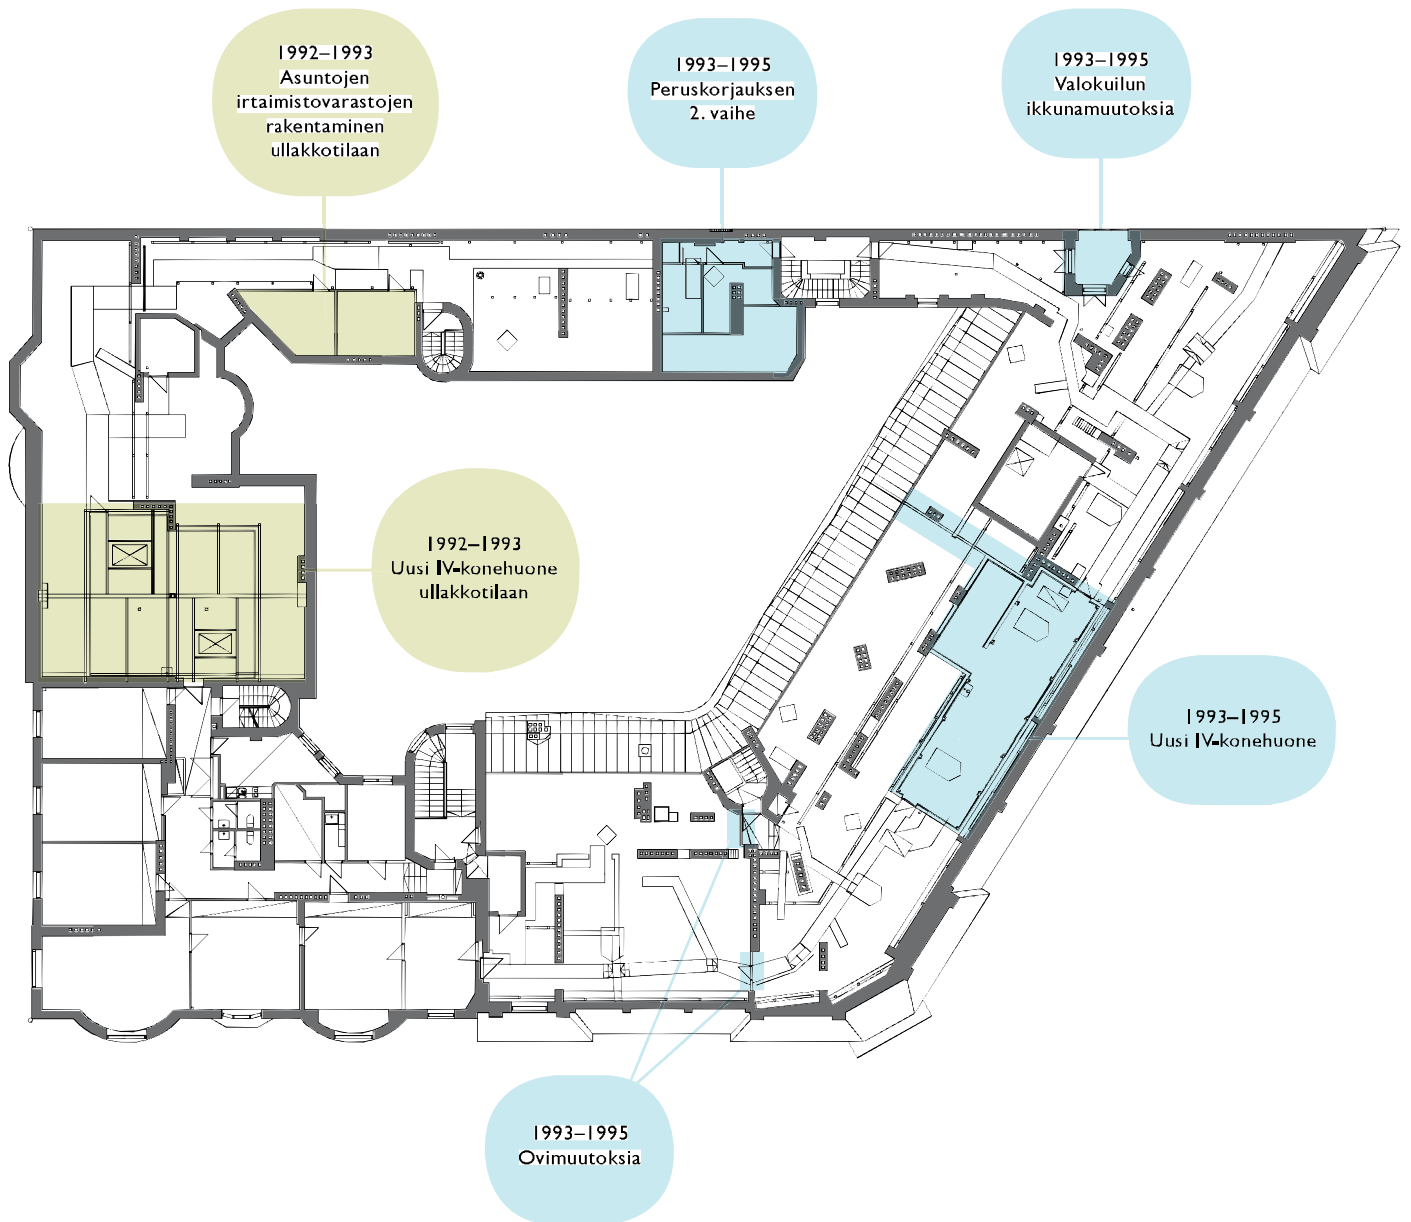 1992–1993
Asuntojen
irtaimistovarastojen
rakentaminen
ullakkotilaan
1993–1995
Peruskorjauksen
2. vaihe
1993–1995
Valokuilun
ikkunamuutoksia
1992–1993
Uusi IV-konehuone
ullakkotilaan
1993–1995
Uusi IV-konehuone
1993–1995
Ovimuutoksia